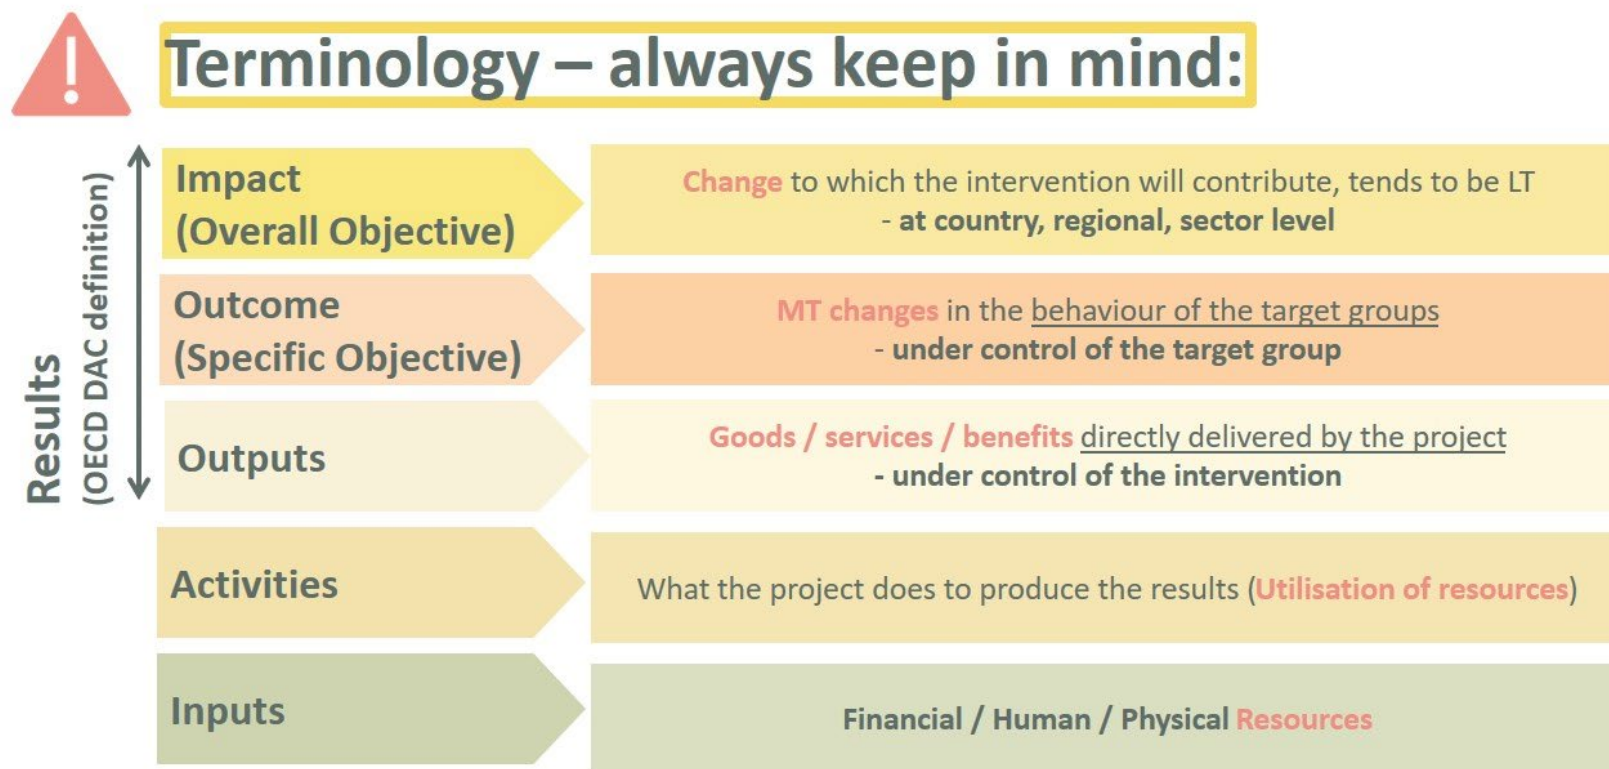 !
Terminology – always keep in mind:
Results
(OECD DAC definition)
Impact
(Overall Objective)
Change to which the intervention will contribute, tends to be LT
- at country, regional, sector level
Outcome
(Specific Objective)
MT changes in the behaviour of the target groups
- under control of the target group
Outputs
Goods / services / benefits directly delivered by the project
- under control of the intervention
Activities
What the project does to produce the results (Utilisation of resources)
Inputs
Financial / Human / Physical Resources